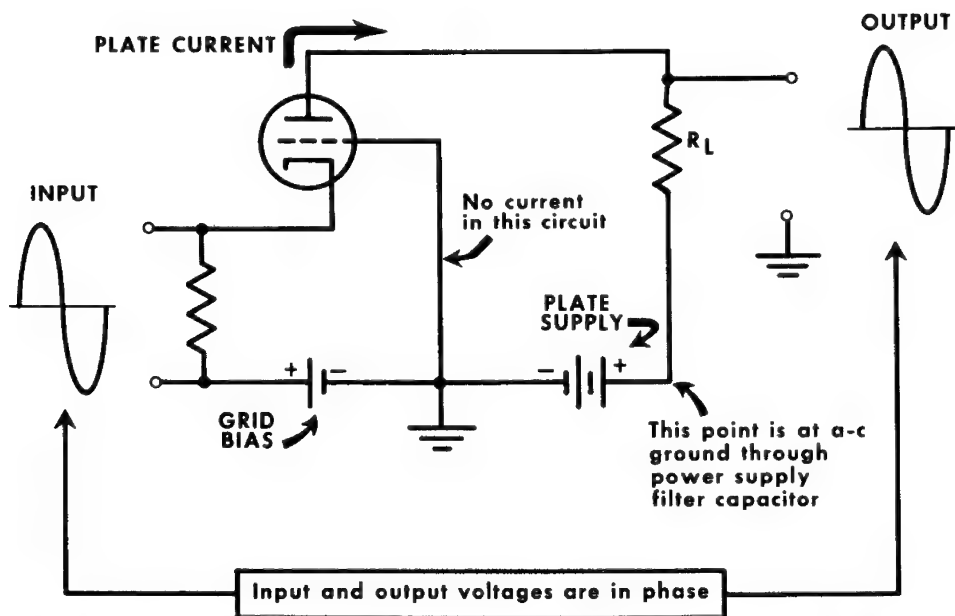 PLATE CURRENT
OUTPUT
INPUT
RL
No current
in this circuit
PLATE
SUPPLY
+ −
− +
GRID
BIAS
This point is at a-c
ground through
power supply
filter capacitor
Input and output voltages are in phase